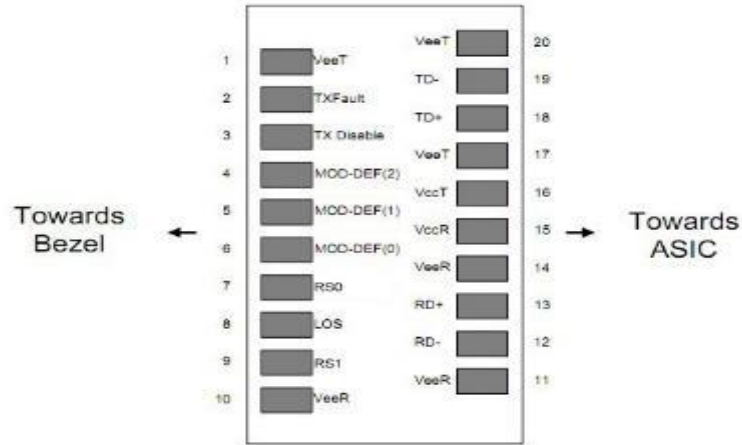 1 VeeT
2 TXFault
3 TX Disable
4 MOD-DEF(2)
5 MOD-DEF(1)
6 MOD-DEF(0)
7 RS0
8 LOS
9 RS1
10 VeeR
VeeT 20
TD- 19
TD+ 18
VeeT 17
VccT 16
VccR 15
VeeR 14
RD+ 13
RD- 12
VeeR 11
Towards
Bezel
Towards
ASIC